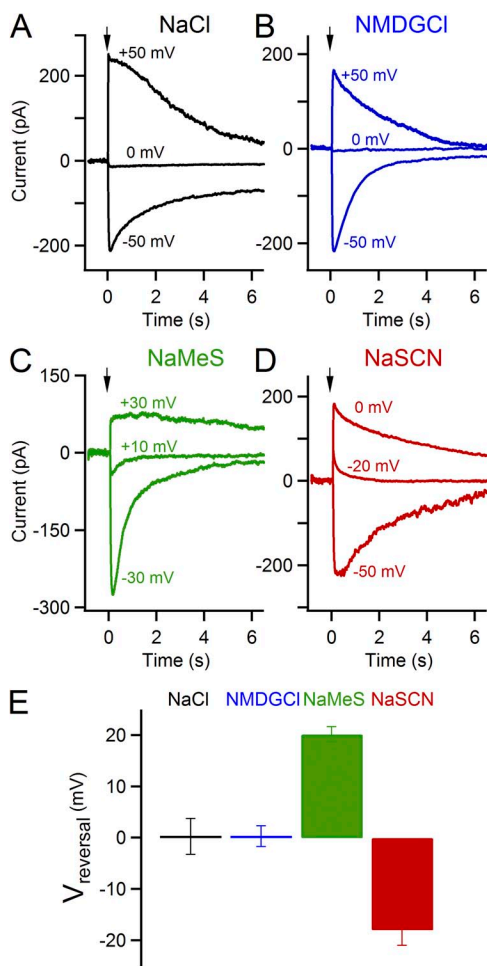 A NaCl
Current (pA)
200
0
-200
+50 mV
0 mV
-50 mV
0 2 4 6
Time (s)
B NMDGCl
200
0
-200
+50 mV
0 mV
-50 mV
0 2 4 6
Time (s)
C NaMeS
Current (pA)
150
0
-150
-300
+30 mV
+10 mV
-30 mV
0 2 4 6
Time (s)
D NaSCN
200
0
-200
0 mV
-20 mV
-50 mV
0 2 4 6
Time (s)
E
NaCl NMDGCl NaMeS NaSCN
Vreversal (mV)
20
10
0
-10
-20